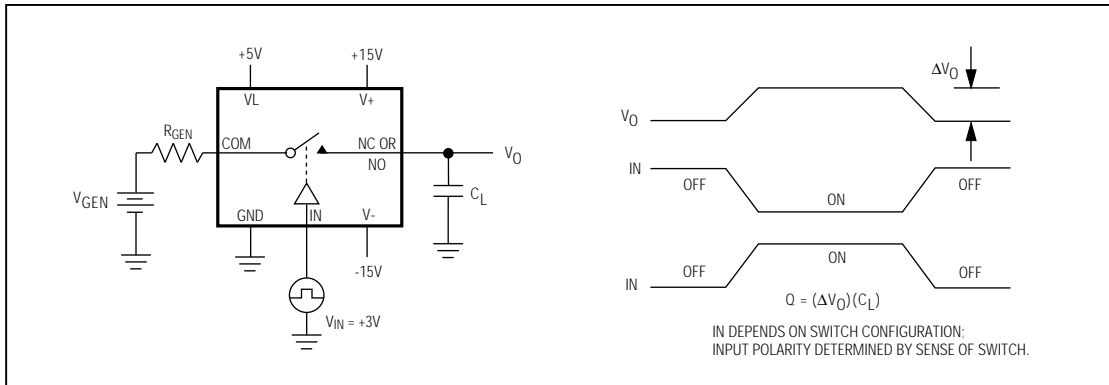 +5V
+15V
VL
V+
RGEN
COM
NC OR
NO
VO
VGEN
CL
GND
IN
V-
-15V
VIN = +3V
ΔVO
VO
IN
OFF
ON
OFF
IN
OFF
ON
OFF
Q = (ΔVO)(CL)
IN DEPENDS ON SWITCH CONFIGURATION;
INPUT POLARITY DETERMINED BY SENSE OF SWITCH.